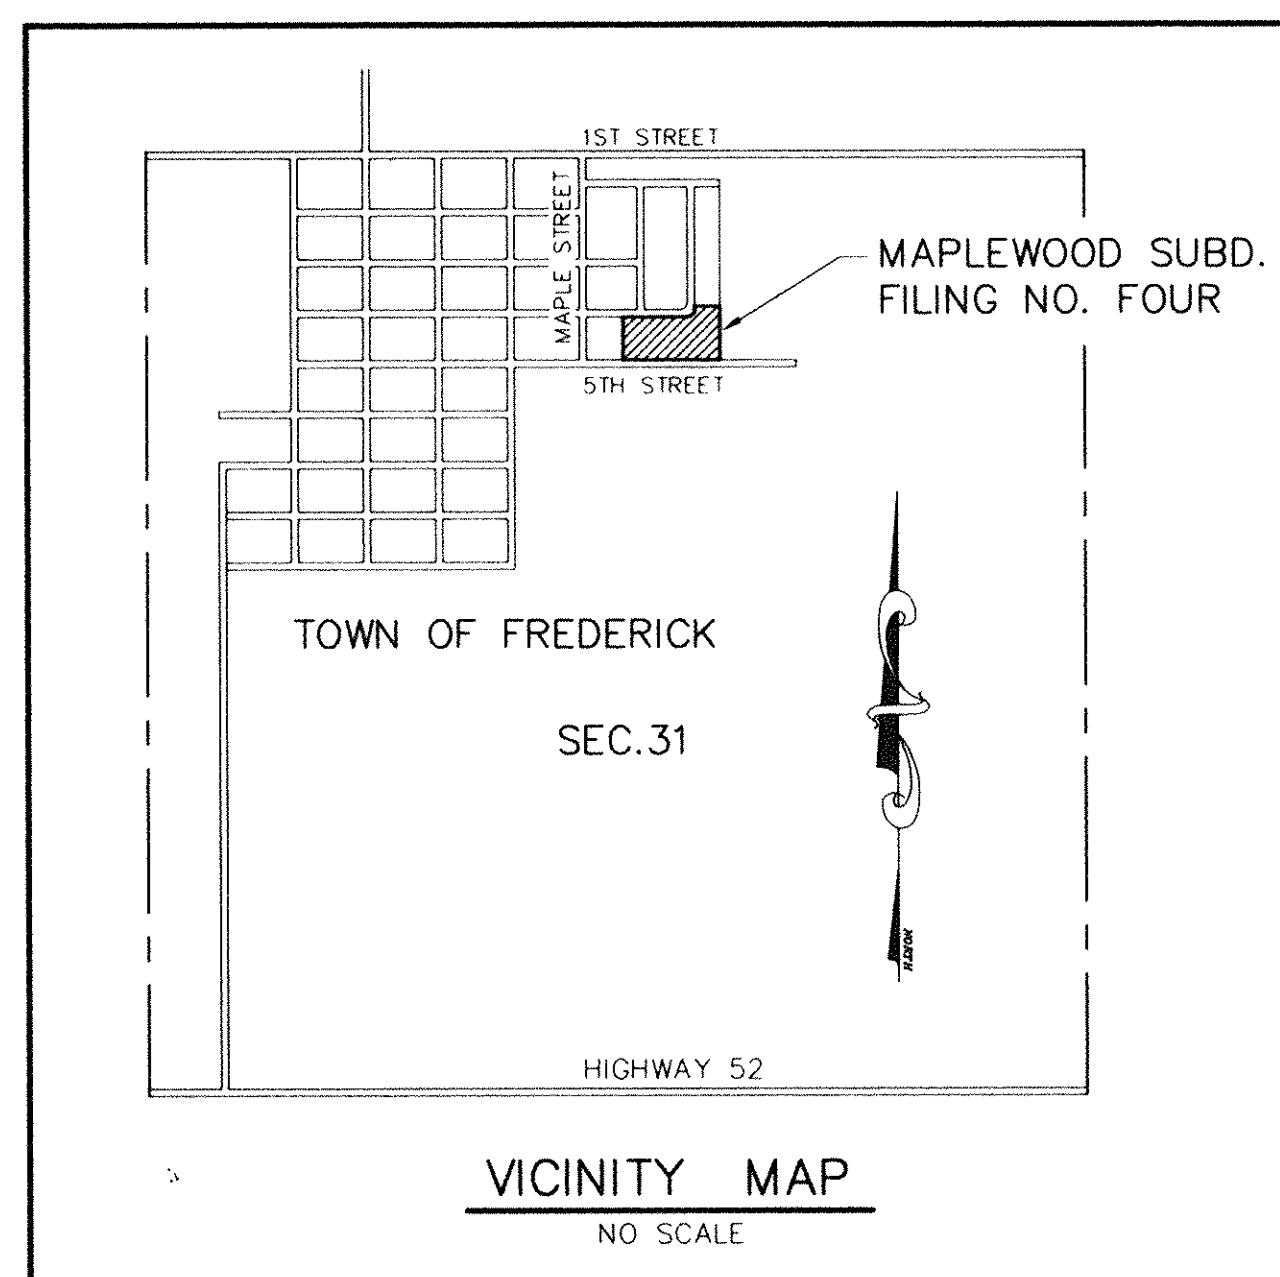 1ST STREET
MAPLE STREET
MAPLEWOOD SUBD.
FILING NO. FOUR
5TH STREET
TOWN OF FREDERICK
SEC.31
NORTH
HIGHWAY 52
VICINITY MAP
NO SCALE